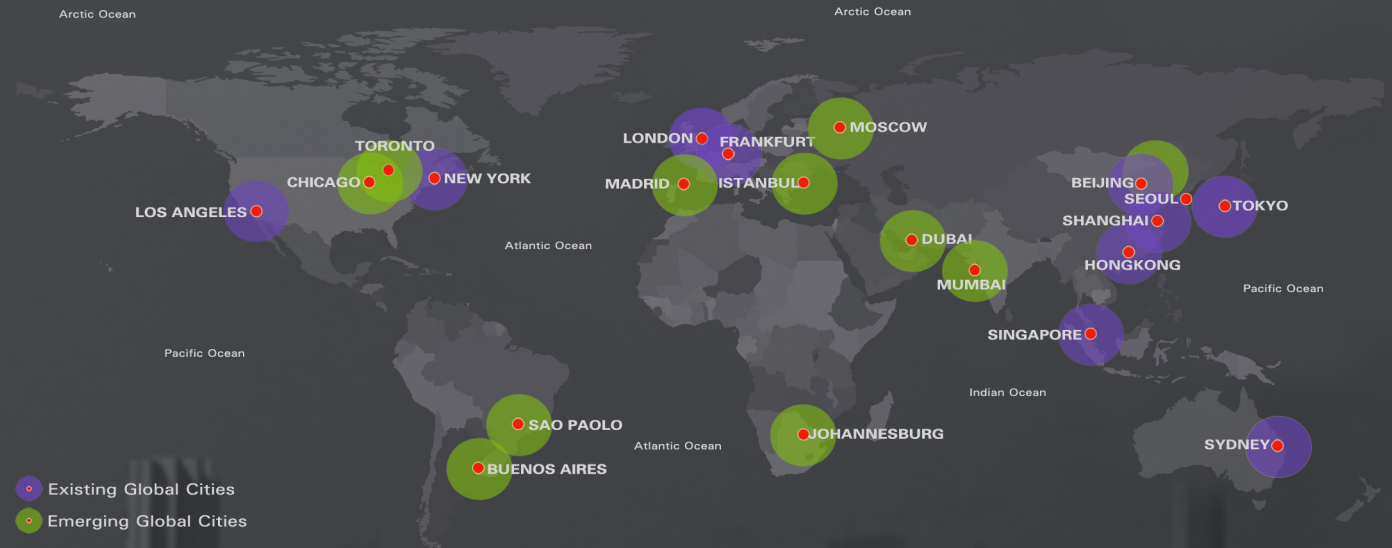 Arctic Ocean
Arctic Ocean
MOSCOW
LONDON
FRANKFURT
TORONTO
CHICAGO
NEW YORK
MADRID
ISTANBUL
BEIJING
SEOUL
TOKYO
LOS ANGELES
SHANGHAI
DUBAI
Atlantic Ocean
HONGKONG
MUMBAI
Pacific Ocean
SINGAPORE
Pacific Ocean
Indian Ocean
SAO PAOLO
JOHANNESBURG
Atlantic Ocean
SYDNEY
BUENOS AIRES
Existing Global Cities
Emerging Global Cities